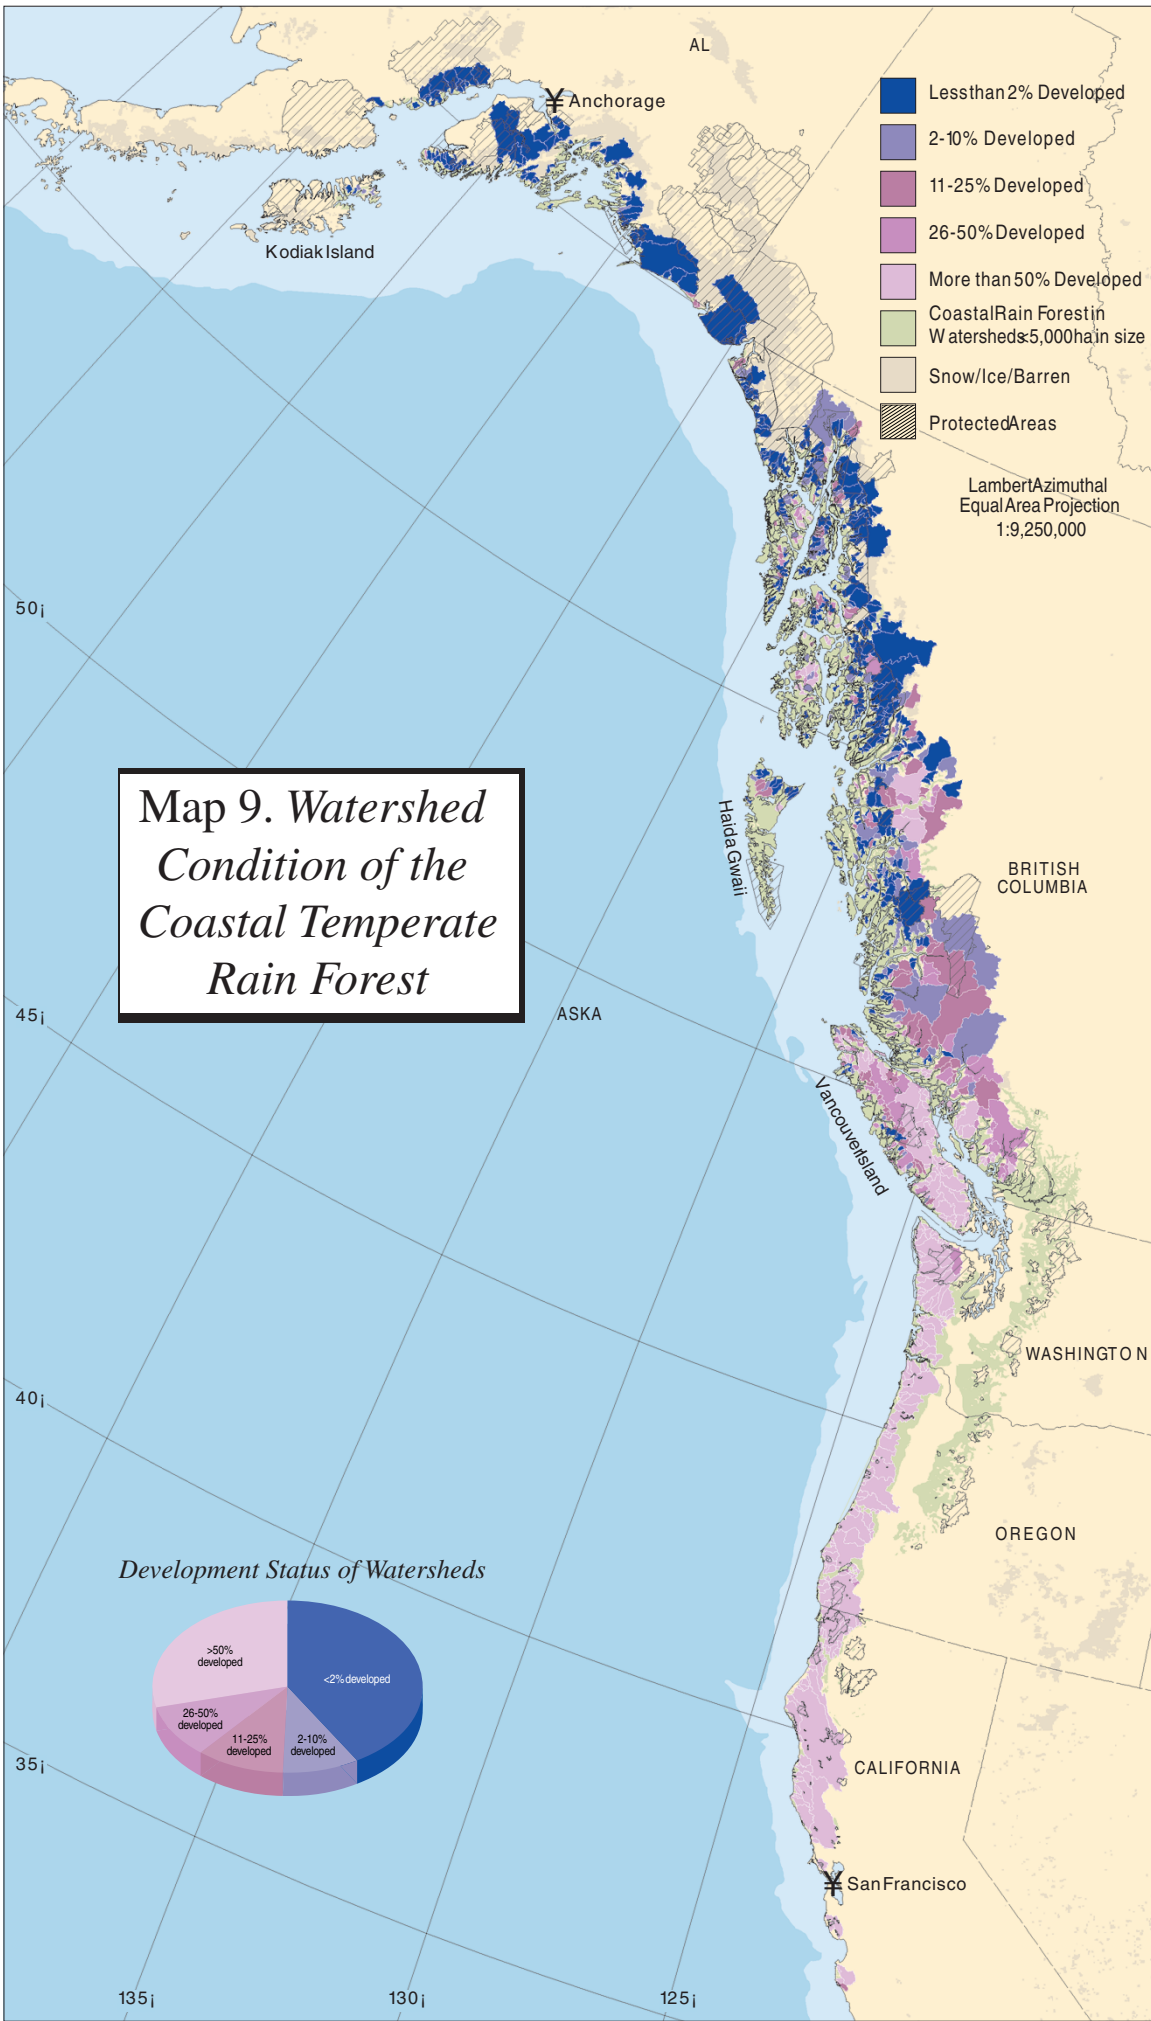 AL
¥ Anchorage
Kodiak Island
Less than 2% Developed
2-10% Developed
11-25% Developed
26-50% Developed
More than 50% Developed
Coastal Rain Forest in
Watersheds <5,000 ha in size
Snow/Ice/Barren
Protected Areas
Lambert Azimuthal
Equal Area Projection
1:9,250,000
50¡
Map 9. Watershed
Condition of the
Coastal Temperate
Rain Forest
Haida Gwaii
BRITISH
COLUMBIA
45¡
ASKA
Vancouver Island
WASHINGTON
40¡
OREGON
Development Status of Watersheds
>50%
developed
<2% developed
26-50%
developed
11-25%
developed
2-10%
developed
35¡
CALIFORNIA
¥ San Francisco
135¡
130¡
125¡